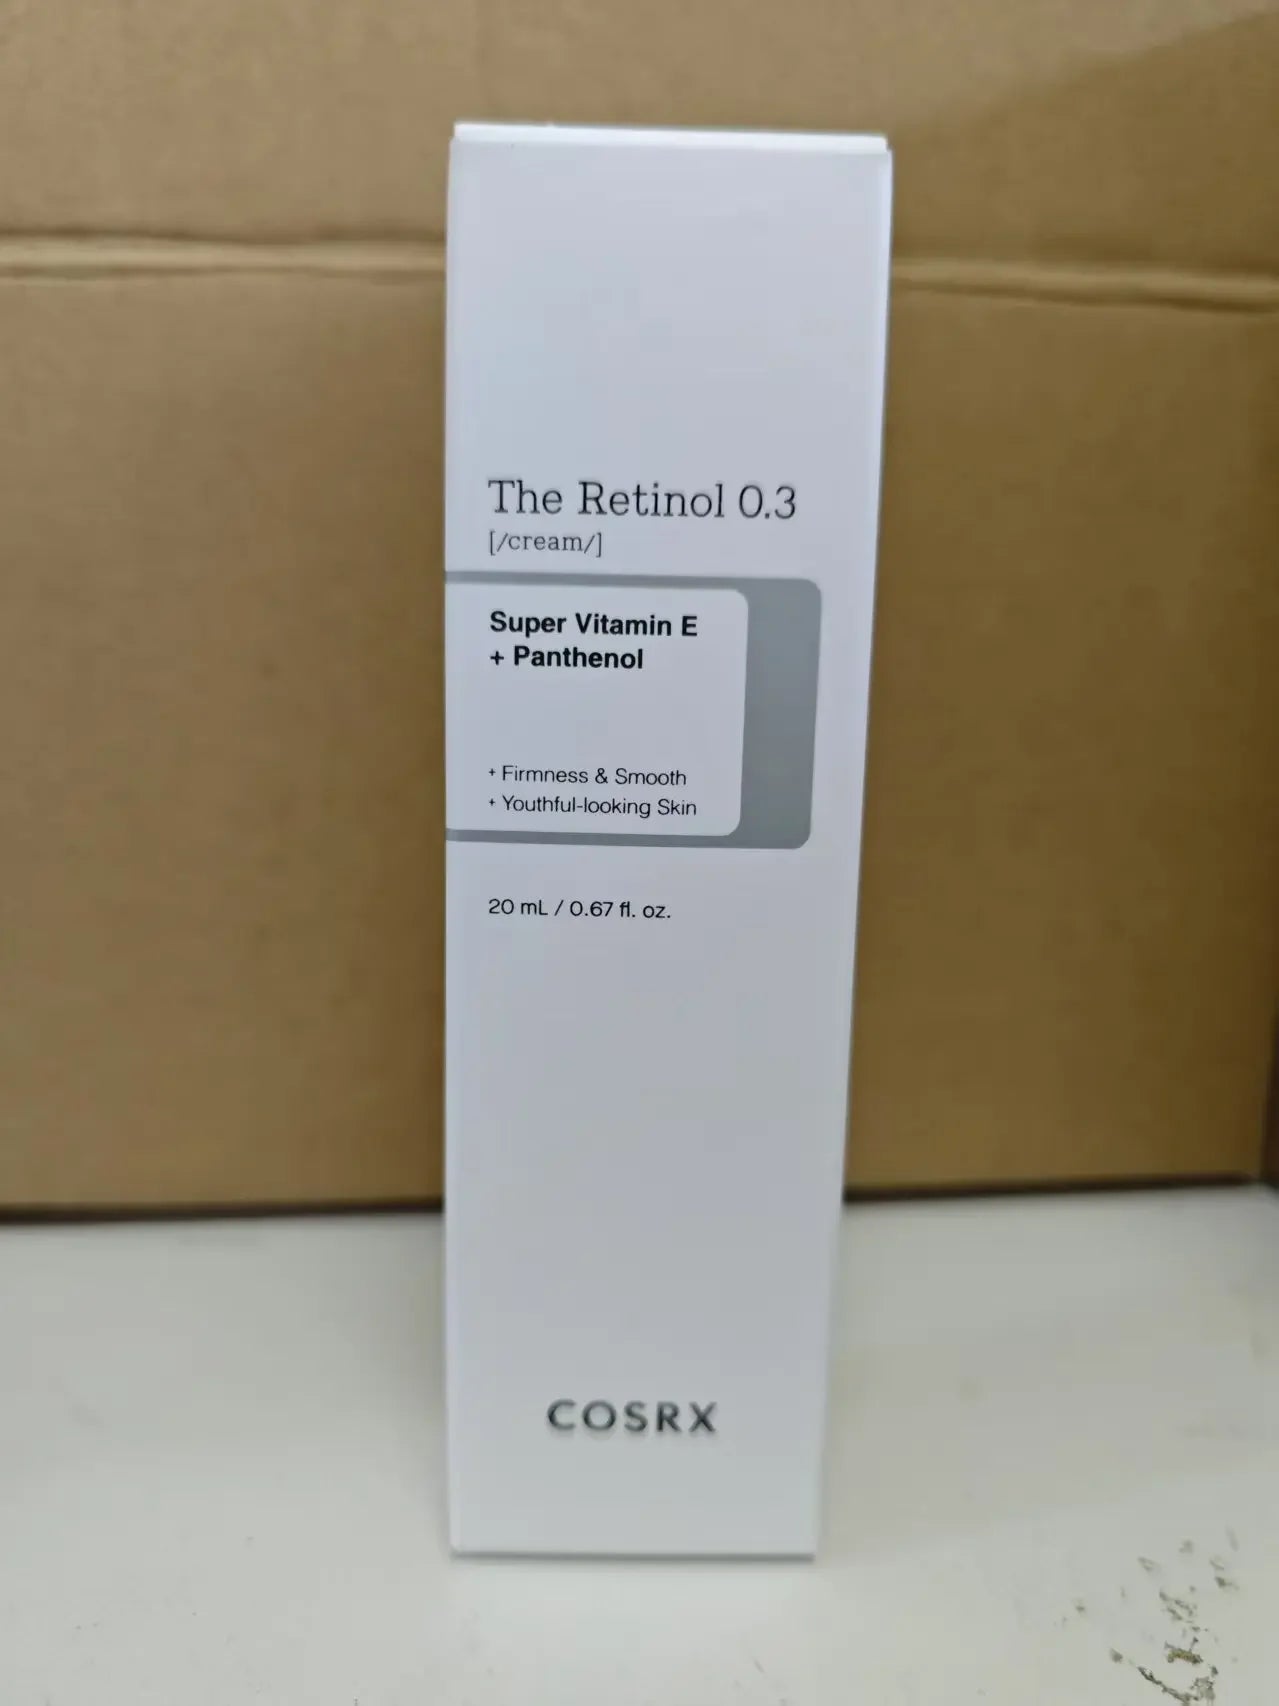 The Retinol 0.3
[/cream/]
Super Vitamin E
+ Panthenol
+ Firmness & Smooth
+ Youthful-looking Skin
20 mL / 0.67 fl. oz.
COSRX